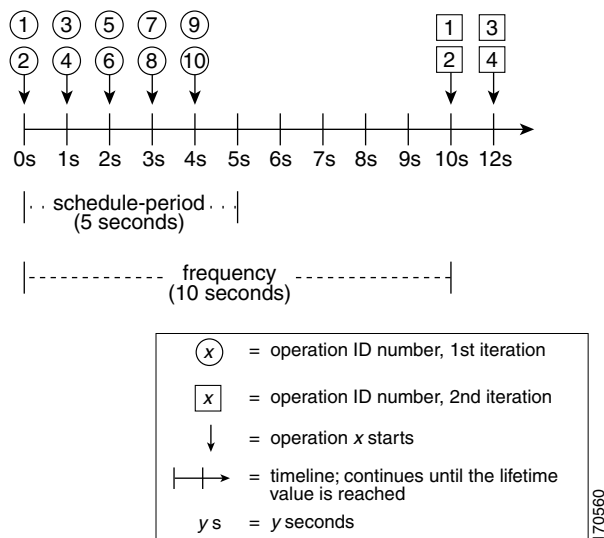 1 3 5 7 9 1 3
2 4 6 8 10 2 4
0s 1s 2s 3s 4s 5s 6s 7s 8s 9s 10s 12s
schedule-period
(5 seconds)
frequency
(10 seconds)
x = operation ID number, 1st iteration
x = operation ID number, 2nd iteration
= operation x starts
= timeline; continues until the lifetime
value is reached
y s = y seconds
170560